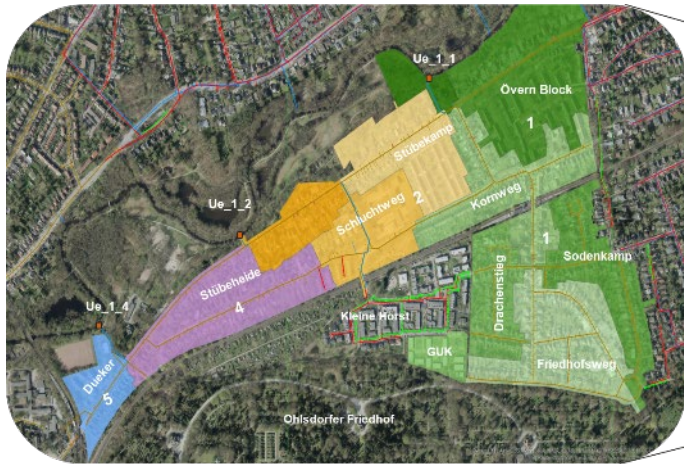 Ue_1_1
Övern Block
1
Stübekamp
Ue_1_2
Schluchtweg
2
Kornweg
Stübeheide
1
Sodenkamp
Drachenstieg
4
Ue_1_4
Kleine Horst
Dueker
GUK
Friedhofsweg
5
Ohlsdorfer Friedhof